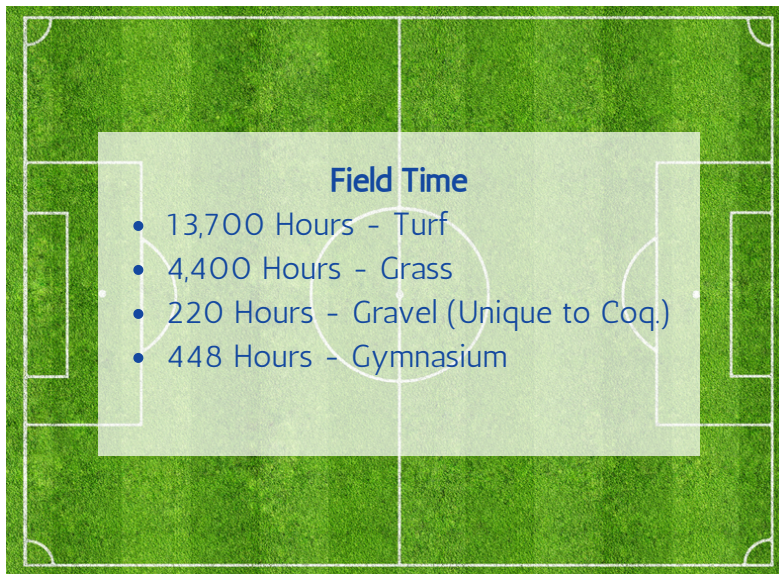 Field Time
• 13,700 Hours - Turf
• 4,400 Hours - Grass
• 220 Hours - Gravel (Unique to Coq.)
• 448 Hours - Gymnasium